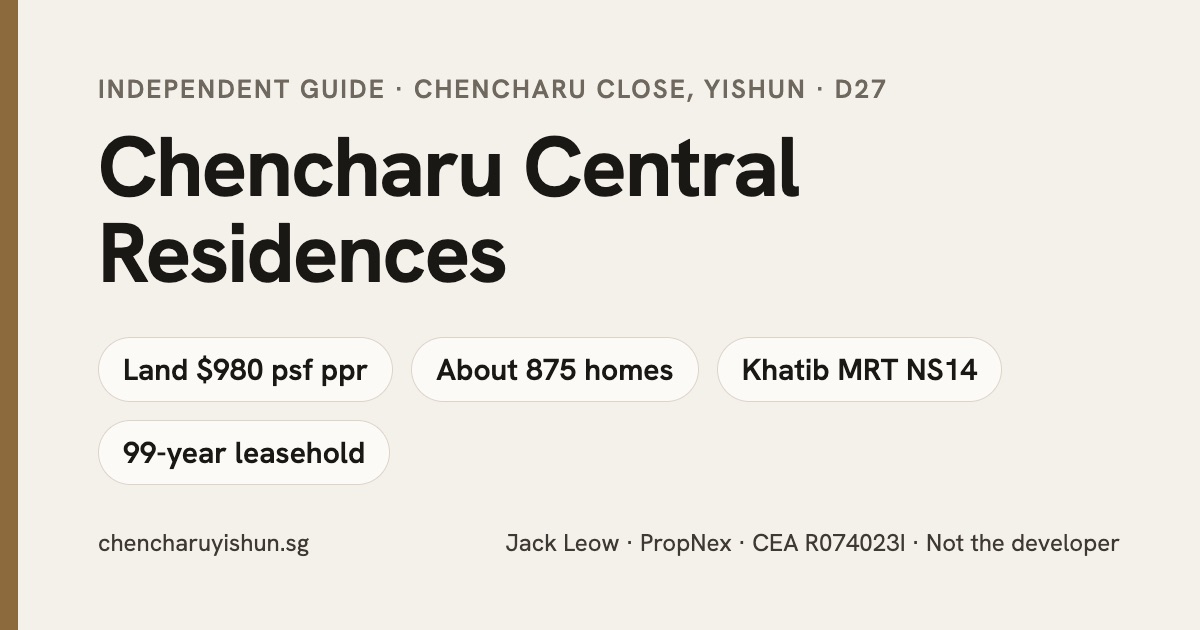 INDEPENDENT GUIDE · CHENCHARU CLOSE, YISHUN · D27
Chencharu Central
Residences
Land $980 psf ppr
About 875 homes
Khatib MRT NS14
99-year leasehold
chencharuyishun.sg
Jack Leow · PropNex · CEA R074023I · Not the developer